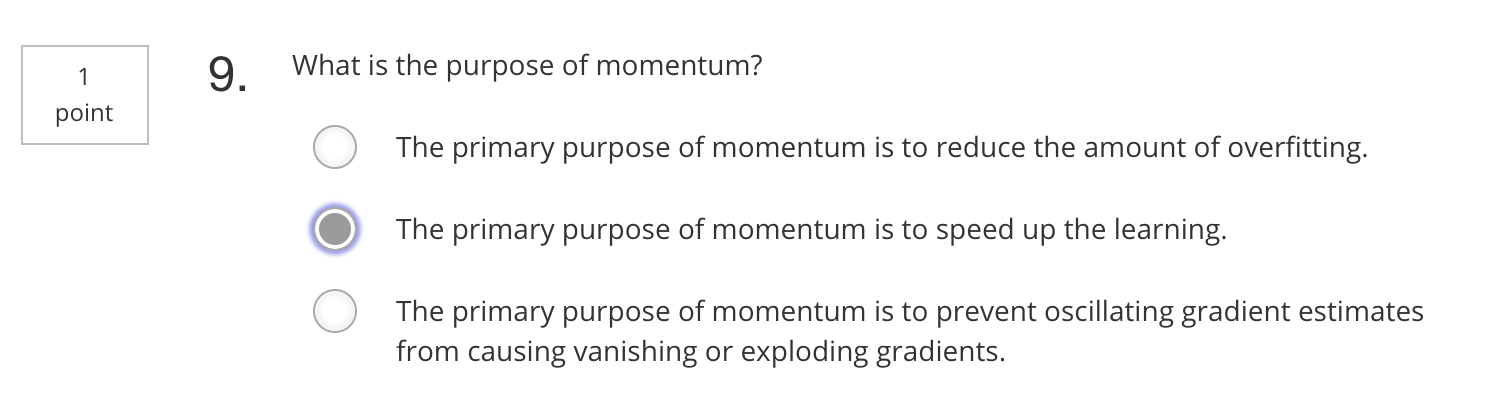 1
point
9.
What is the purpose of momentum?
The primary purpose of momentum is to reduce the amount of overfitting.
The primary purpose of momentum is to speed up the learning.
The primary purpose of momentum is to prevent oscillating gradient estimates
from causing vanishing or exploding gradients.